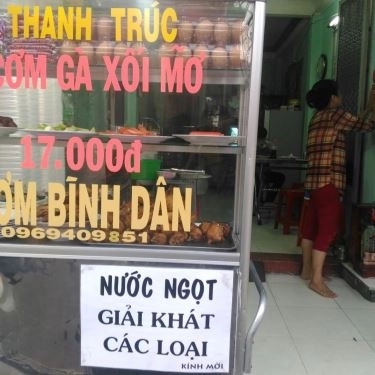 THANH TRÚC
CƠM GÀ XỐI MỠ
17.000đ
CƠM BÌNH DÂN
0969409851
NƯỚC NGỌT
GIẢI KHÁT
CÁC LOẠI
KÍNH MỜI